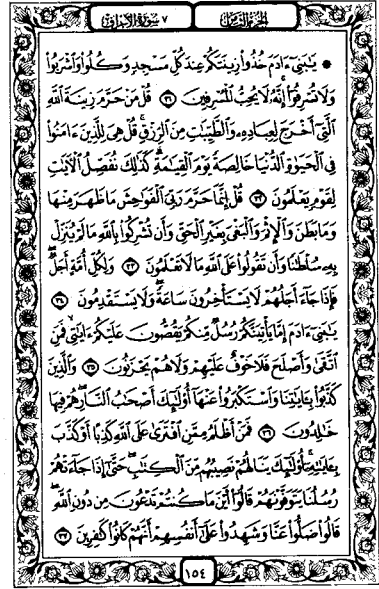 الجزء الثامن ٧ سورة الأعراف
۞ يَٰبَنِىٓ ءَادَمَ خُذُوا۟ زِينَتَكُمْ عِندَ كُلِّ مَسْجِدٍ وَكُلُوا۟ وَٱشْرَبُوا۟
وَلَا تُسْرِفُوٓا۟ إِنَّهُۥ لَا يُحِبُّ ٱلْمُسْرِفِينَ ٣١ قُلْ مَنْ حَرَّمَ زِينَةَ ٱللَّهِ
ٱلَّتِىٓ أَخْرَجَ لِعِبَادِهِۦ وَٱلطَّيِّبَٰتِ مِنَ ٱلرِّزْقِ ۚ قُلْ هِىَ لِلَّذِينَ ءَامَنُوا۟
فِى ٱلْحَيَوٰةِ ٱلدُّنْيَا خَالِصَةً يَوْمَ ٱلْقِيَٰمَةِ ۗ كَذَٰلِكَ نُفَصِّلُ ٱلْءَايَٰتِ
لِقَوْمٍ يَعْلَمُونَ ٣٢ قُلْ إِنَّمَا حَرَّمَ رَبِّىَ ٱلْفَوَٰحِشَ مَا ظَهَرَ مِنْهَا
وَمَا بَطَنَ وَٱلْإِثْمَ وَٱلْبَغْىَ بِغَيْرِ ٱلْحَقِّ وَأَن تُشْرِكُوا۟ بِٱللَّهِ مَا لَمْ يُنَزِّلْ
بِهِۦ سُلْطَٰنًا وَأَن تَقُولُوا۟ عَلَى ٱللَّهِ مَا لَا تَعْلَمُونَ ٣٣ وَلِكُلِّ أُمَّةٍ أَجَلٌ ۖ
فَإِذَا جَآءَ أَجَلُهُمْ لَا يَسْتَأْخِرُونَ سَاعَةً ۖ وَلَا يَسْتَقْدِمُونَ ٣٤
يَٰبَنِىٓ ءَادَمَ إِمَّا يَأْتِيَنَّكُمْ رُسُلٌ مِّنكُمْ يَقُصُّونَ عَلَيْكُمْ ءَايَٰتِى ۙ فَمَنِ
ٱتَّقَىٰ وَأَصْلَحَ فَلَا خَوْفٌ عَلَيْهِمْ وَلَا هُمْ يَحْزَنُونَ ٣٥ وَٱلَّذِينَ
كَذَّبُوا۟ بِـَٔايَٰتِنَا وَٱسْتَكْبَرُوا۟ عَنْهَآ أُو۟لَٰٓئِكَ أَصْحَٰبُ ٱلنَّارِ ۖ هُمْ فِيهَا
خَٰلِدُونَ ٣٦ فَمَنْ أَظْلَمُ مِمَّنِ ٱفْتَرَىٰ عَلَى ٱللَّهِ كَذِبًا أَوْ كَذَّبَ
بِـَٔايَٰتِهِۦٓ ۚ أُو۟لَٰٓئِكَ يَنَالُهُمْ نَصِيبُهُم مِّنَ ٱلْكِتَٰبِ ۖ حَتَّىٰٓ إِذَا جَآءَتْهُمْ
رُسُلُنَا يَتَوَفَّوْنَهُمْ قَالُوٓا۟ أَيْنَ مَا كُنتُمْ تَدْعُونَ مِن دُونِ ٱللَّهِ ۖ
قَالُوا۟ ضَلُّوا۟ عَنَّا وَشَهِدُوا۟ عَلَىٰٓ أَنفُسِهِمْ أَنَّهُمْ كَانُوا۟ كَٰفِرِينَ ٣٧
١٥٤